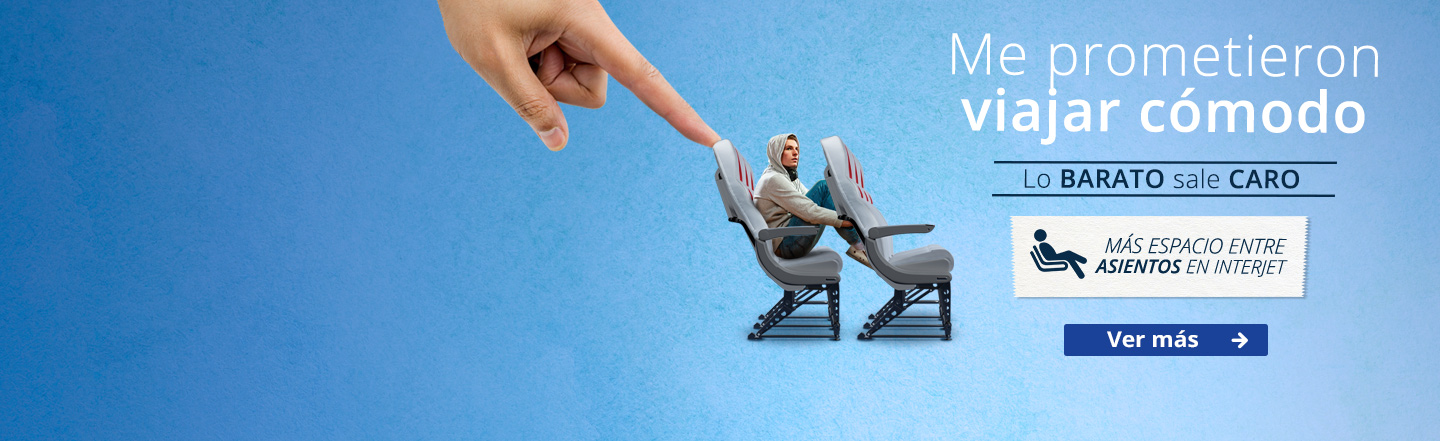 Me prometieron
viajar cómodo
Lo BARATO sale CARO
MÁS ESPACIO ENTRE
ASIENTOS EN INTERJET
Ver más